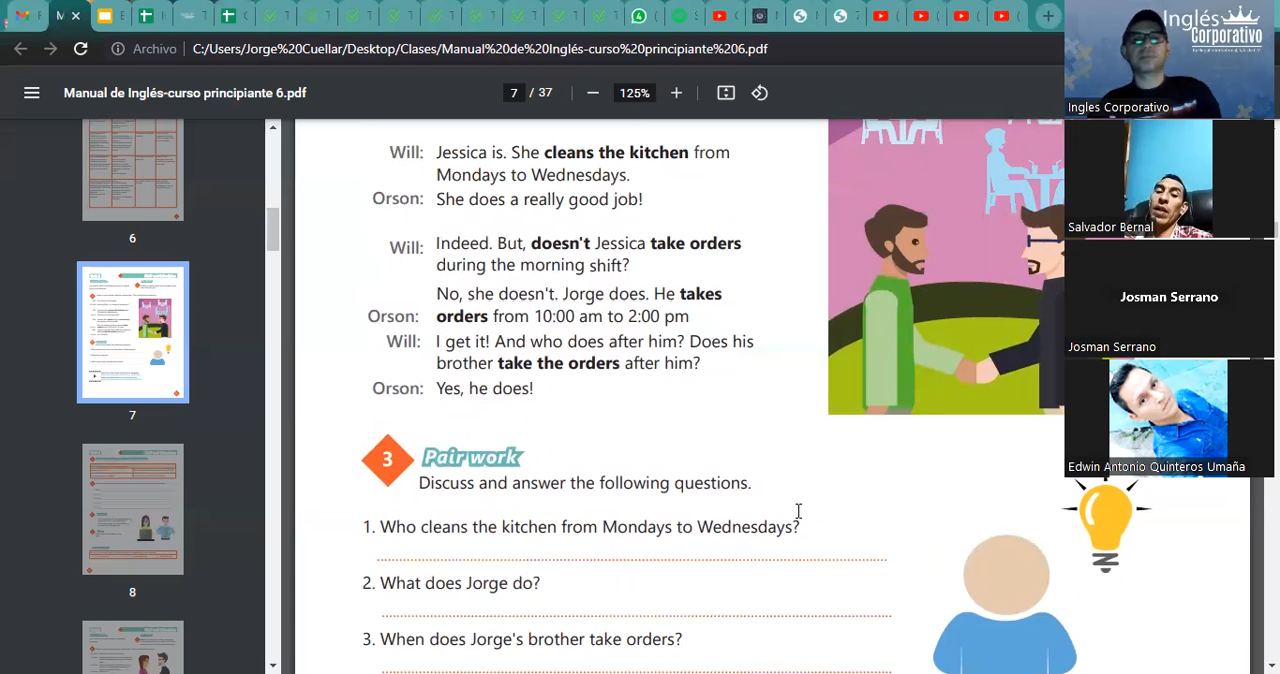 Archivo
C:/Users/Jorge%20Cuellar/Desktop/Clases/Manual%20de%20Inglés-curso%20principiante%206.pdf
Manual de Inglés-curso principiante 6.pdf
7 / 37
125%
6
7
8
Will: Jessica is. She cleans the kitchen from
Mondays to Wednesdays.
Orson: She does a really good job!
Will: Indeed. But, doesn't Jessica take orders
during the morning shift?
No, she doesn't. Jorge does. He takes
Orson: orders from 10:00 am to 2:00 pm
Will: I get it! And who does after him? Does his
brother take the orders after him?
Orson: Yes, he does!
3 Pair work
Discuss and answer the following questions.
1. Who cleans the kitchen from Mondays to Wednesdays?
2. What does Jorge do?
3. When does Jorge's brother take orders?
Inglés
Corporativo
Ingles Corporativo
Salvador Bernal
Josman Serrano
Josman Serrano
Edwin Antonio Quinteros Umaña